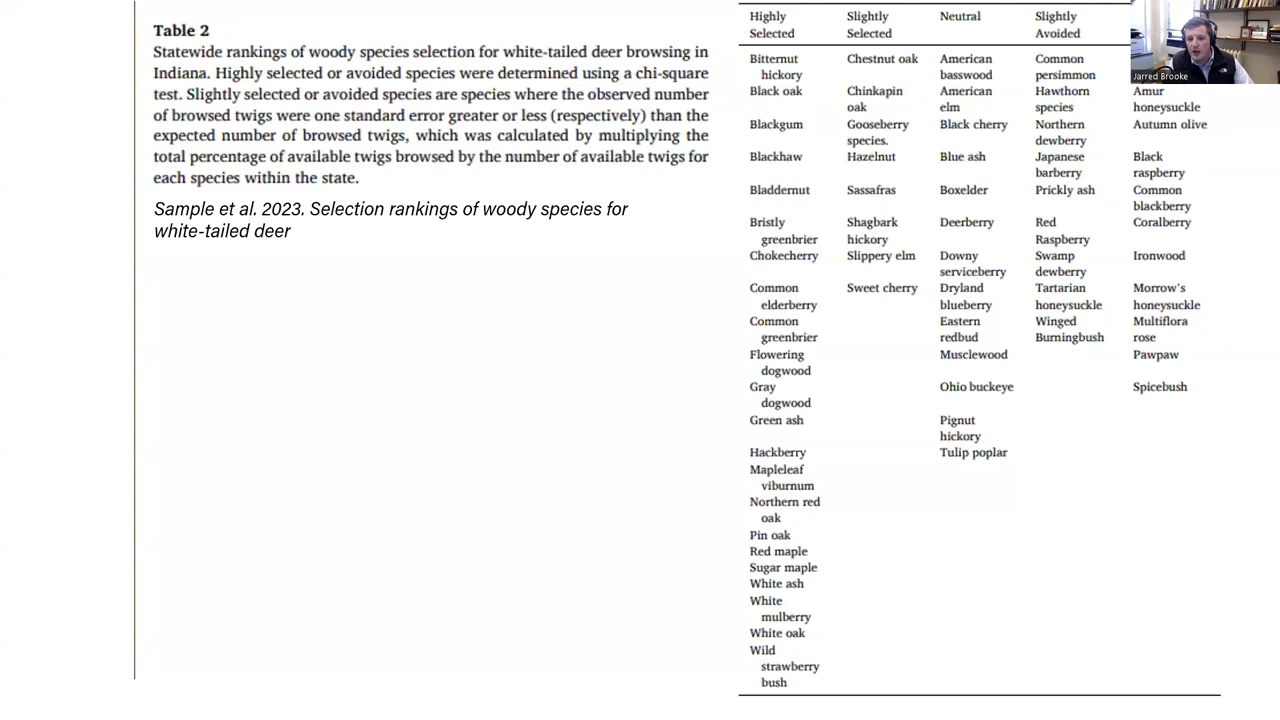 Table 2
Statewide rankings of woody species selection for white-tailed deer browsing in
Indiana. Highly selected or avoided species were determined using a chi-square
test. Slightly selected or avoided species are species where the observed number
of browsed twigs were one standard error greater or less (respectively) than the
expected number of browsed twigs, which was calculated by multiplying the
total percentage of available twigs browsed by the number of available twigs for
each species within the state.
Sample et al. 2023. Selection rankings of woody species for
white-tailed deer
Highly
Selected
Slightly
Selected
Neutral
Slightly
Avoided
Bitternut
hickory
Chestnut oak
American
basswood
Common
persimmon
Black oak
Chinkapin
oak
American
elm
Hawthorn
species
Amur
honeysuckle
Blackgum
Gooseberry
species.
Black cherry
Northern
dewberry
Autumn olive
Blackhaw
Hazelnut
Blue ash
Japanese
barberry
Black
raspberry
Bladdernut
Sassafras
Boxelder
Prickly ash
Common
blackberry
Bristly
greenbrier
Shagbark
hickory
Deerberry
Red
Raspberry
Coralberry
Chokecherry
Slippery elm
Downy
serviceberry
Swamp
dewberry
Ironwood
Common
elderberry
Sweet cherry
Dryland
blueberry
Tartarian
honeysuckle
Morrow's
honeysuckle
Common
greenbrier
Eastern
redbud
Winged
Burningbush
Multiflora
rose
Flowering
dogwood
Musclewood
Pawpaw
Gray
dogwood
Ohio buckeye
Spicebush
Green ash
Pignut
hickory
Hackberry
Tulip poplar
Mapleleaf
viburnum
Northern red
oak
Pin oak
Red maple
Sugar maple
White ash
White
mulberry
White oak
Wild
strawberry
bush
Jarred Brooke